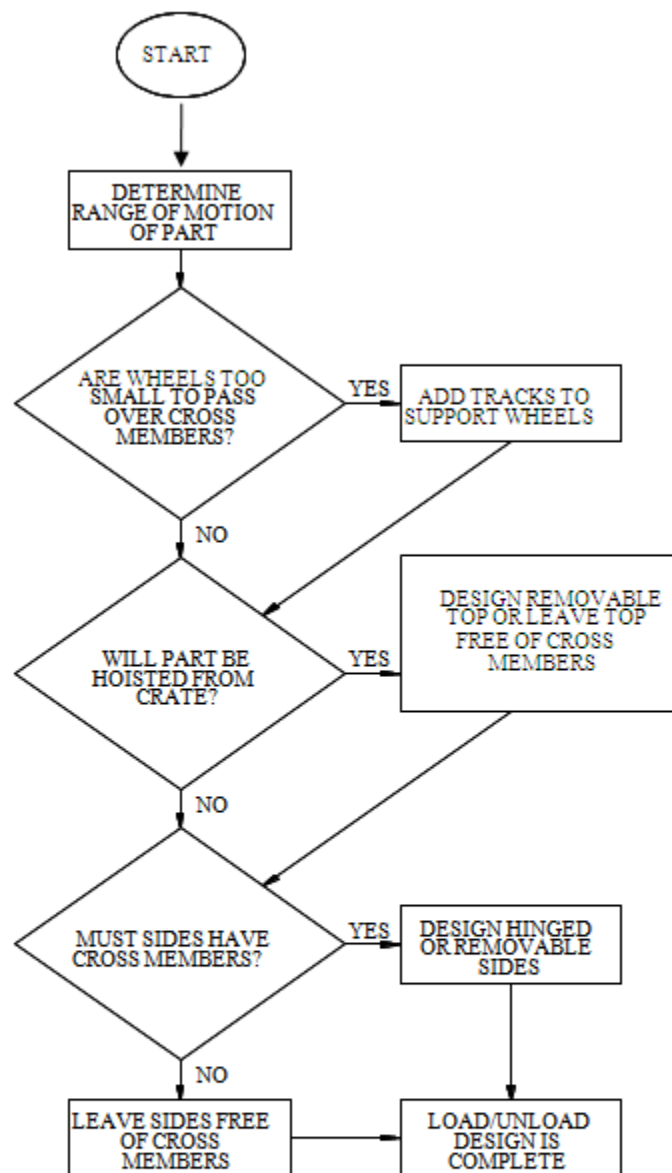 START
DETERMINE
RANGE OF MOTION
OF PART
ARE WHEELS TOO
SMALL TO PASS
OVER CROSS
MEMBERS?
YES
ADD TRACKS TO
SUPPORT WHEELS
NO
WILL PART BE
HOISTED FROM
CRATE?
YES
DESIGN REMOVABLE
TOP OR LEAVE TOP
FREE OF CROSS
MEMBERS
NO
MUST SIDES HAVE
CROSS MEMBERS?
YES
DESIGN HINGED
OR REMOVABLE
SIDES
NO
LEAVE SIDES FREE
OF CROSS
MEMBERS
LOAD/UNLOAD
DESIGN IS
COMPLETE